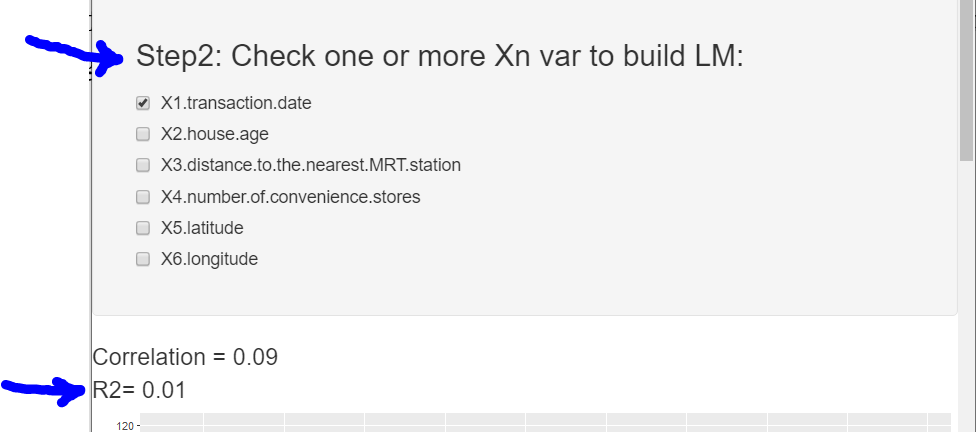 Step2: Check one or more Xn var to build LM:
X1.transaction.date
X2.house.age
X3.distance.to.the.nearest.MRT.station
X4.number.of.convenience.stores
X5.latitude
X6.longitude
Correlation = 0.09
R2= 0.01
120